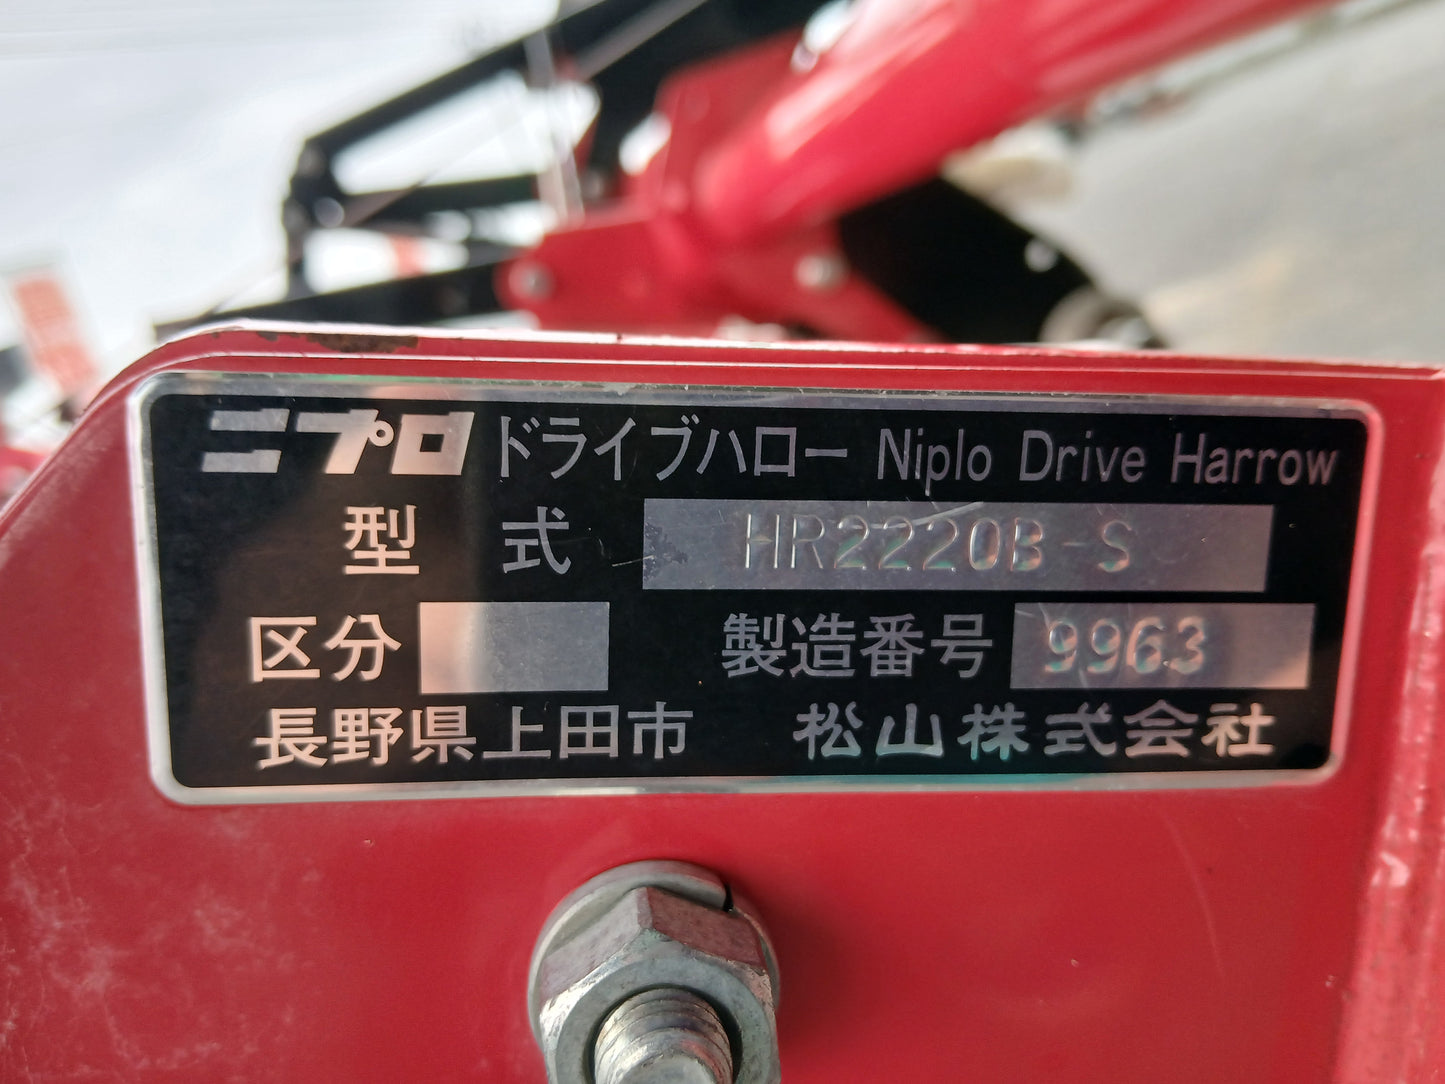 ニプロ ドライブハロー Niplo Drive Harrow
型式 HR2220B-S
区分 製造番号 9963
長野県上田市 松山株式会社